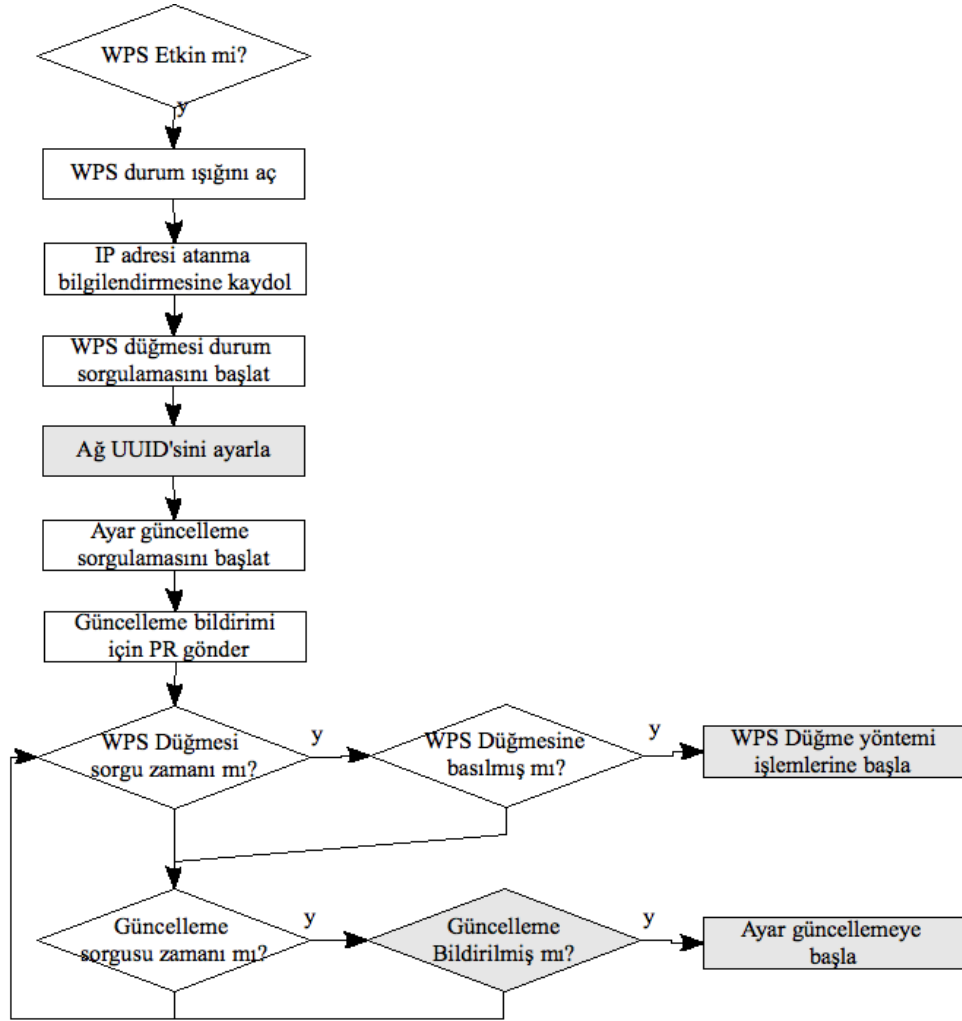 WPS Etkin mi?
y
WPS durum ışığını aç
IP adresi atanma
bilgilendirmesine kaydol
WPS düğmesi durum
sorgulamasını başlat
Ağ UUID'sini ayarla
Ayar güncelleme
sorgulamasını başlat
Güncelleme bildirimi
için PR gönder
WPS Düğmesi
sorgu zamanı mı?
y
WPS Düğmesine
basılmış mı?
y
WPS Düğme yöntemi
işlemlerine başla
Güncelleme
sorgusu zamanı mı?
y
Güncelleme
Bildirilmiş mı?
y
Ayar güncellemeye
başla